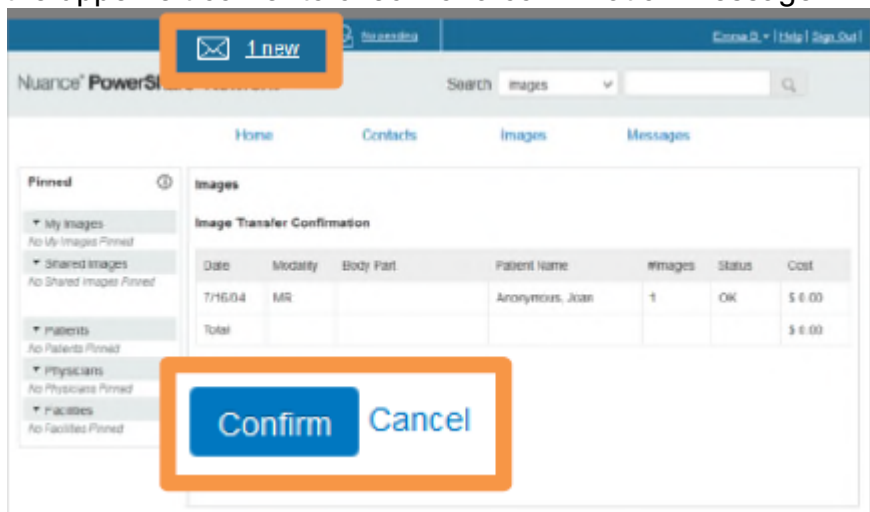 1 new
No pending
Emma D. | Help | Sign Out
Nuance PowerSha
Search images
Home Contacts Images Messages
Pinned
Images
Image Transfer Confirmation
My Images
No My Images Pinned
Shared Images
No Shared Images Pinned
Date Modality Body Part Patient Name #Images Status Cost
7/16/04 MR Anonymous, Joan 1 OK $ 0.00
Total $ 0.00
Patients
No Patients Pinned
Physicians
No Physicians Pinned
Facilities
No Facilities Pinned
Confirm Cancel